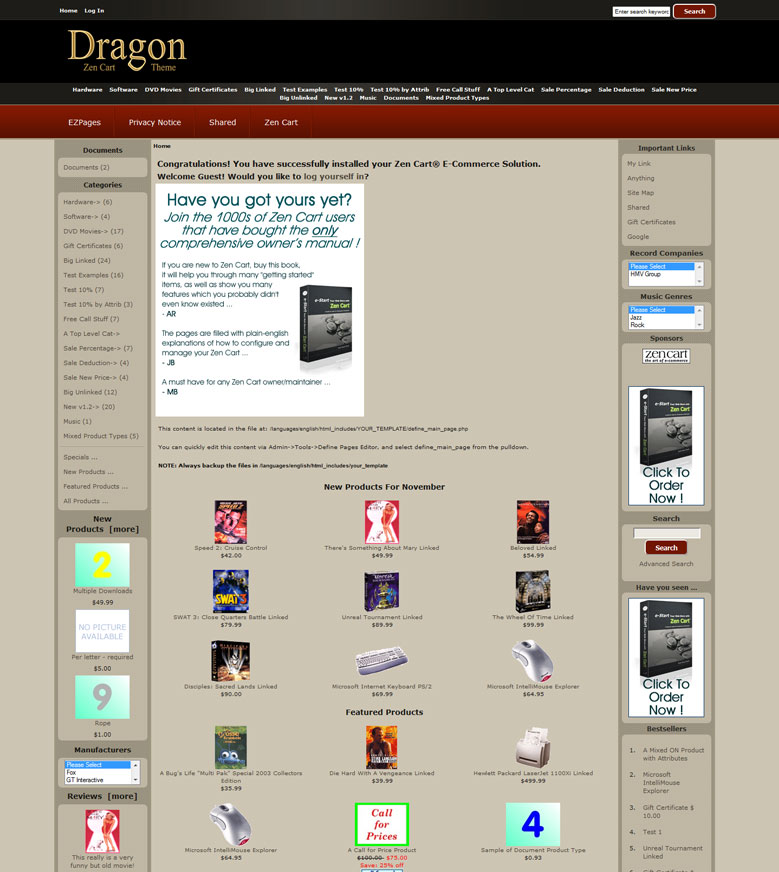 Home Log In
Enter search keywords
Search
Dragon
Zen Cart Theme
Hardware Software DVD Movies Gift Certificates Big Linked Test Examples Test 10% Test 10% by Attrib Free Call Stuff A Top Level Cat Sale Percentage Sale Deduction Sale New Price
Big Unlinked New v1.2 Music Documents Mixed Product Types
EZPages Privacy Notice Shared Zen Cart
Documents
Documents (2)
Categories
Hardware-> (6)
Software-> (4)
DVD Movies-> (17)
Gift Certificates (6)
Big Linked (24)
Test Examples (16)
Test 10% (7)
Test 10% by Attrib (3)
Free Call Stuff (7)
A Top Level Cat->
Sale Percentage-> (7)
Sale Deduction-> (4)
Sale New Price-> (4)
Big Unlinked (12)
New v1.2-> (20)
Music (1)
Mixed Product Types (5)
Specials ...
New Products ...
Featured Products ...
All Products ...
New
Products [more]
2
Multiple Downloads
$49.99
NO PICTURE
AVAILABLE
Per letter - required
$5.00
9
Rope
$1.00
Manufacturers
Please Select
Fox
GT Interactive
Reviews [more]
This really is a very
funny but old movie!
Home
Congratulations! You have successfully installed your Zen Cart® E-Commerce Solution.
Welcome Guest! Would you like to log yourself in?
Have you got yours yet?
Join the 1000s of Zen Cart users
that have bought the only
comprehensive owner's manual !
If you are new to Zen Cart, buy this book,
it will help you through many "getting started"
items, as well as show you many
features which you probably didn't
even know existed ...
- AR
The pages are filled with plain-english
explanations of how to configure and
manage your Zen Cart ...
- JB
A must have for any Zen Cart owner/maintainer ...
- MB
e-Start
Zen Cart
This content is located in the file at: /languages/english/html_includes/YOUR_TEMPLATE/define_main_page.php
You can quickly edit this content via Admin->Tools->Define Pages Editor, and select define_main_page from the pulldown.
NOTE: Always backup the files in /languages/english/html_includes/your_template
New Products For November
Speed 2: Cruise Control
$42.00
There's Something About Mary Linked
$49.99
Beloved Linked
$54.99
SWAT 3
SWAT 3: Close Quarters Battle Linked
$79.99
Unreal Tournament Linked
$89.99
The Wheel Of Time Linked
$99.99
Disciples: Sacred Lands Linked
$90.00
Microsoft Internet Keyboard PS/2
$69.99
Microsoft IntelliMouse Explorer
$64.95
Featured Products
A Bug's Life "Multi Pak" Special 2003 Collectors
Edition
$35.99
Die Hard With A Vengeance Linked
$39.99
Hewlett Packard LaserJet 1100Xi Linked
$499.99
Microsoft IntelliMouse Explorer
$64.95
Call
for
Prices
A Call for Price Product
$100.00 $75.00
Save: 25% off
4
Sample of Document Product Type
$0.93
Important Links
My Link
Anything
Site Map
Shared
Gift Certificates
Google
Record Companies
Please Select
HMV Group
Music Genres
Please Select
Jazz
Rock
Sponsors
zencart
the art of e-commerce
e-Start
Zen Cart
Click To
Order
Now !
Search
Search
Advanced Search
Have you seen ...
e-Start
Zen Cart
Click To
Order
Now !
Bestsellers
1. A Mixed ON Product
with Attributes
2. Microsoft
IntelliMouse
Explorer
3. Gift Certificate $
10.00
4. Test 1
5. Unreal Tournament
Linked
6. Gift Certificate $